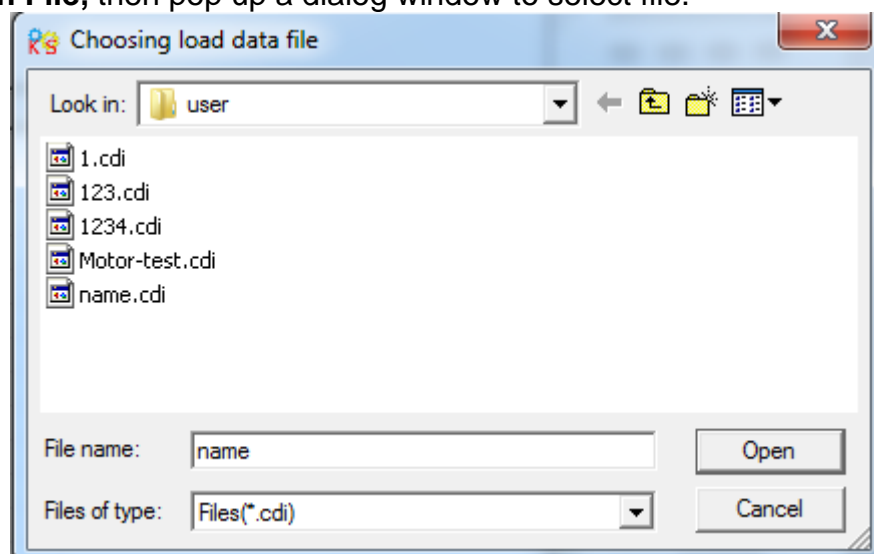 File, then pop up a dialog window to select file.
Choosing load data file
Look in: user
1.cdi
123.cdi
1234.cdi
Motor-test.cdi
name.cdi
File name: name Open
Files of type: Files(*.cdi) Cancel